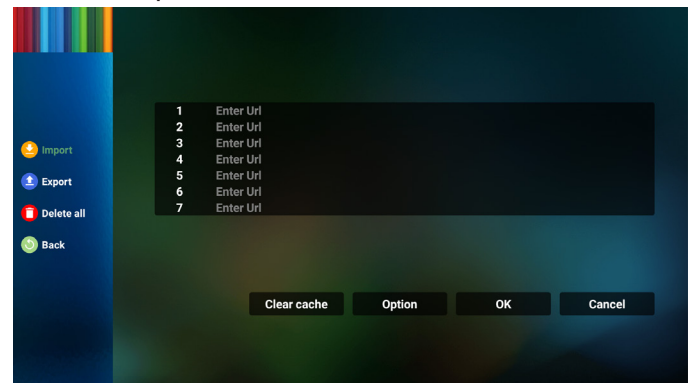 Import
Export
Delete all
Back
1 Enter Url
2 Enter Url
3 Enter Url
4 Enter Url
5 Enter Url
6 Enter Url
7 Enter Url
Clear cache Option OK Cancel